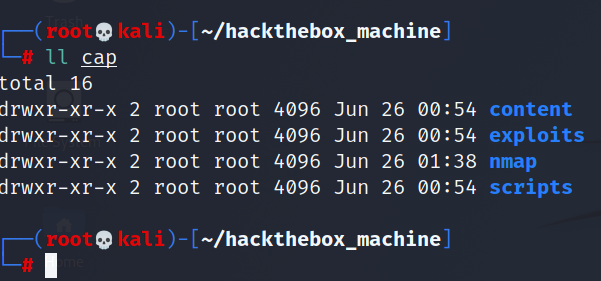 ┌──(root💀kali)-[~/hackthebox_machine]
└─# ll cap
total 16
drwxr-xr-x 2 root root 4096 Jun 26 00:54 content
drwxr-xr-x 2 root root 4096 Jun 26 00:54 exploits
drwxr-xr-x 2 root root 4096 Jun 26 01:38 nmap
drwxr-xr-x 2 root root 4096 Jun 26 00:54 scripts
┌──(root💀kali)-[~/hackthebox_machine]
└─#
Home